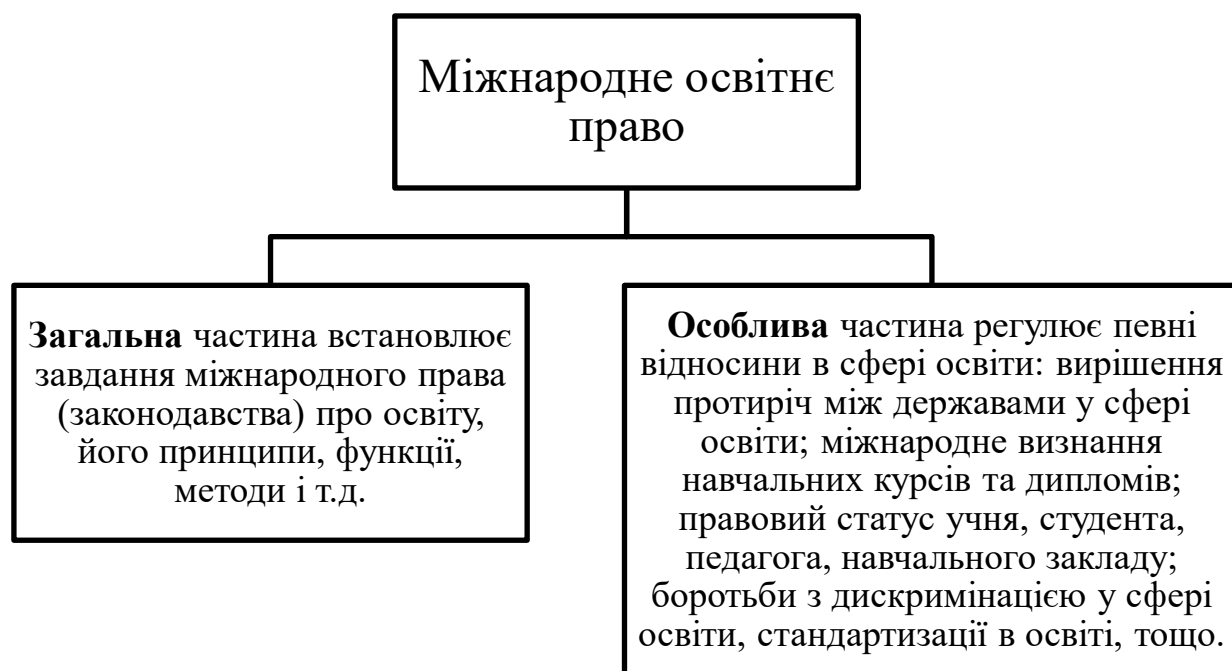 Міжнародне освітнє
право
Загальна частина встановлює
завдання міжнародного права
(законодавства) про освіту,
його принципи, функції,
методи і т.д.
Особлива частина регулює певні
відносини в сфері освіти: вирішення
протиріч між державами у сфері
освіти; міжнародне визнання
навчальних курсів та дипломів;
правовий статус учня, студента,
педагога, навчального закладу;
боротьби з дискримінацією у сфері
освіти, стандартизації в освіті, тощо.